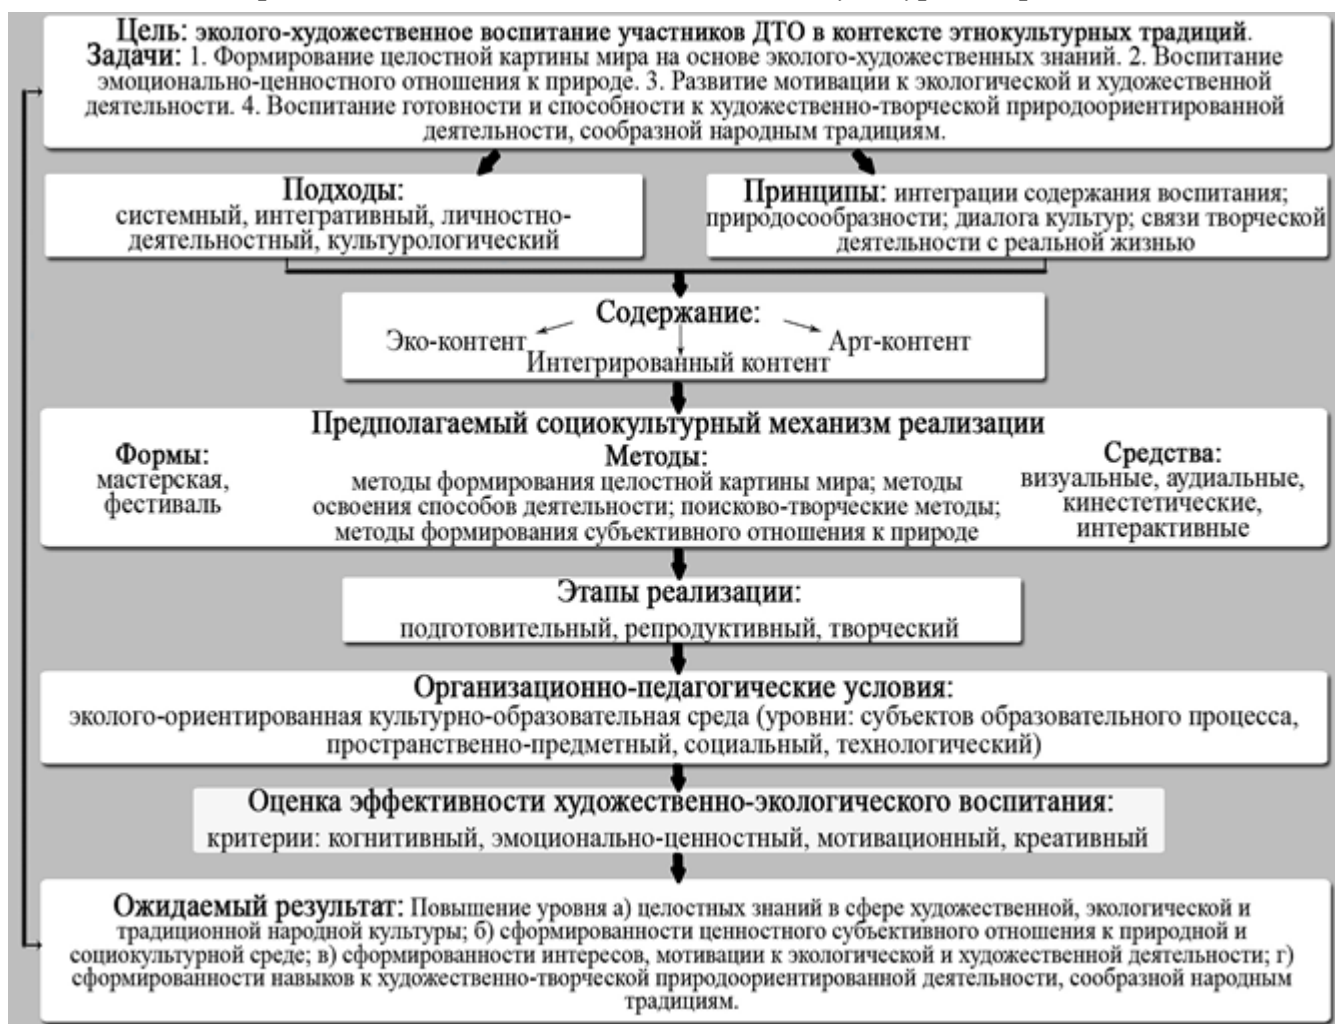 Цель: эколого-художественное воспитание участников ДТО в контексте этнокультурных традиций.
Задачи: 1. Формирование целостной картины мира на основе эколого-художественных знаний. 2. Воспитание
эмоционально-ценностного отношения к природе. 3. Развитие мотивации к экологической и художественной
деятельности. 4. Воспитание готовности и способности к художественно-творческой природоориентированной
деятельности, сообразной народным традициям.
Подходы:
системный, интегративный, личностно-
деятельностный, культурологический
Принципы: интеграции содержания воспитания;
природосообразности; диалога культур; связи творческой
деятельности с реальной жизнью
Содержание:
Эко-контент
Арт-контент
Интегрированный контент
Предполагаемый социокультурный механизм реализации
Формы:
мастерская,
фестиваль
Методы:
методы формирования целостной картины мира; методы
освоения способов деятельности; поисково-творческие методы;
методы формирования субъективного отношения к природе
Средства:
визуальные, аудиальные,
кинестетические,
интерактивные
Этапы реализации:
подготовительный, репродуктивный, творческий
Организационно-педагогические условия:
эколого-ориентированная культурно-образовательная среда (уровни: субъектов образовательного процесса,
пространственно-предметный, социальный, технологический)
Оценка эффективности художественно-экологического воспитания:
критерии: когнитивный, эмоционально-ценностный, мотивационный, креативный
Ожидаемый результат: Повышение уровня а) целостных знаний в сфере художественной, экологической и
традиционной народной культуры; б) сформированности ценностного субъективного отношения к природной и
социокультурной среде; в) сформированности интересов, мотивации к экологической и художественной деятельности; г)
сформированности навыков к художественно-творческой природоориентированной деятельности, сообразной народным
традициям.